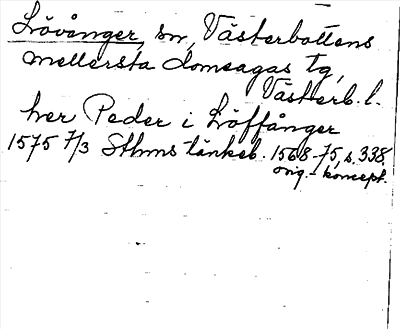 Lövånger, sn, Västerbottens
mellersta domsagas tg,
Västerb. l.
her Peder i Löffånger
1575 7/3 Sthms tänkeb. 1568-75, s. 338.
orig.-koncept.